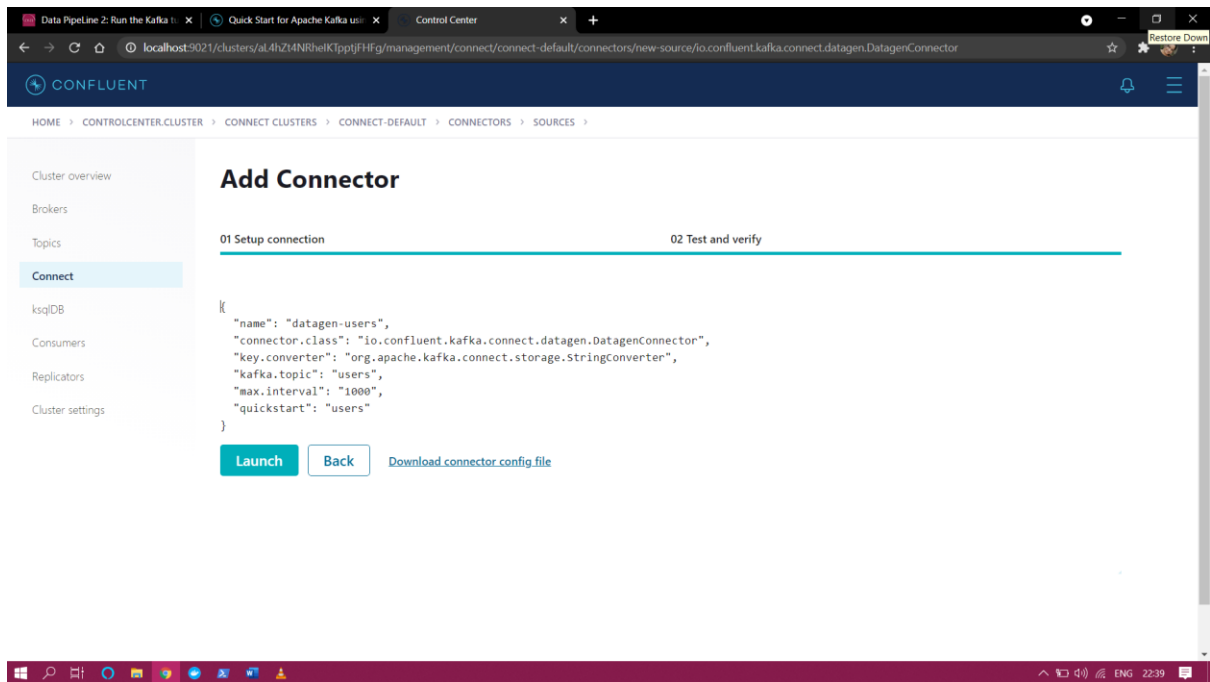 Data PipeLine 2: Run the Kafka tu
Quick Start for Apache Kafka usin
Control Center
Restore Down
localhost:9021/clusters/aL4hZt4NRhelKTpptjFHFg/management/connect/connect-default/connectors/new-source/io.confluent.kafka.connect.datagen.DatagenConnector
CONFLUENT
HOME > CONTROLCENTER.CLUSTER > CONNECT CLUSTERS > CONNECT-DEFAULT > CONNECTORS > SOURCES >
Cluster overview
Brokers
Topics
Connect
ksqlDB
Consumers
Replicators
Cluster settings
Add Connector
01 Setup connection
02 Test and verify
{
"name": "datagen-users",
"connector.class": "io.confluent.kafka.connect.datagen.DatagenConnector",
"key.converter": "org.apache.kafka.connect.storage.StringConverter",
"kafka.topic": "users",
"max.interval": "1000",
"quickstart": "users"
}
Launch
Back
Download connector config file
ENG 22:39